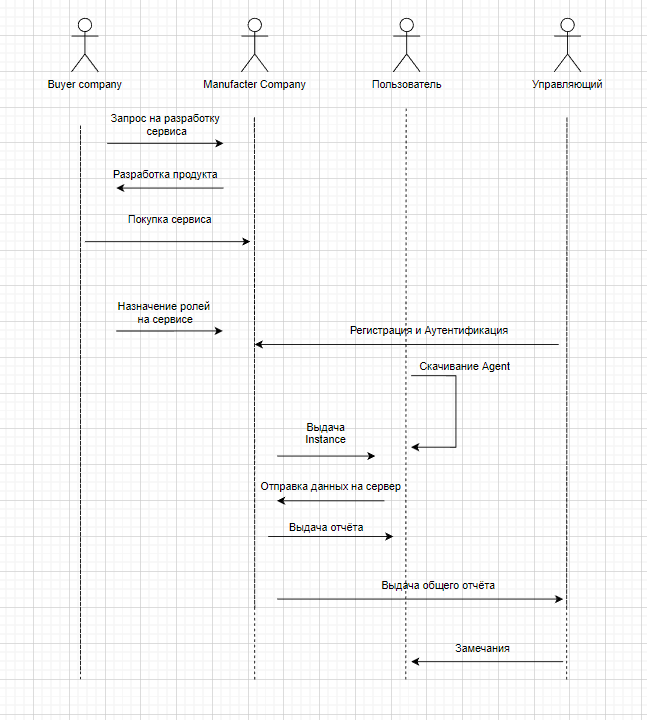 Buyer company
Manufacter Company
Пользователь
Управляющий
Запрос на разработку
сервиса
Разработка продукта
Покупка сервиса
Назначение ролей
на сервисе
Регистрация и Аутентификация
Скачивание Agent
Выдача
Instance
Отправка данных на сервер
Выдача отчёта
Выдача общего отчёта
Замечания